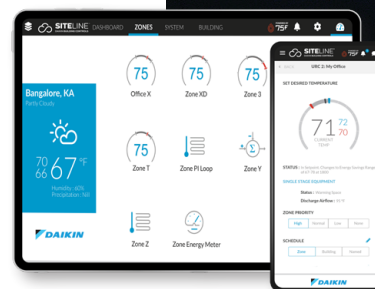 SITELINE DASHBOARD ZONES SYSTEM BUILDING 75F
Bangalore, KA
Partly Cloudy
70
66 67 °F
Humidity : 60%
Precipitation : Nil
DAIKIN
75
Office X
75
Zone XD
75
Zone 3
75
Zone T
Zone PI Loop
Zone Y
Zone Z
Zone Energy Meter
SITELINE
URC 2: My Office
SET DESIRED TEMPERATURE
71
72
70
CURRENT
TEMP
STATUS :
SINGLE STAGE EQUIPMENT
Status :
Discharge Airflow :
ZONE PRIORITY
High Normal Low None
SCHEDULE
Zone Building Named
DAIKIN